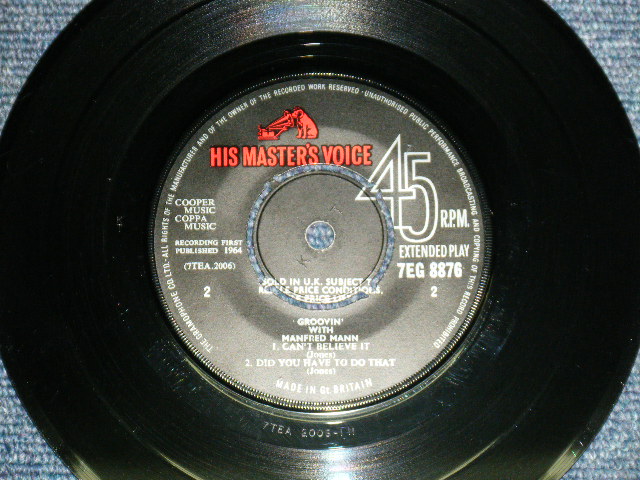 THE GRAMOPHONE CO. LTD.-ALL RIGHTS OF THE MANUFACTURER AND OF THE OWNER OF THE RECORDED WORK RESERVED · UNAUTHORISED PUBLIC PERFORMANCE BROADCASTING AND COPYING OF THIS RECORD PROHIBITED
HIS MASTER'S VOICE
45
R.P.M.
EXTENDED PLAY
7EG 8876
COOPER
MUSIC
COPPA
MUSIC
RECORDING FIRST
PUBLISHED 1964
(7TEA.2006)
2
2
SOLD IN U.K. SUBJECT
PRICE CONDITIONS,
PRICE
'GROOVIN'
WITH
MANFRED MANN
1. CAN'T BELIEVE IT
(Jones)
2. DID YOU HAVE TO DO THAT
(Jones)
MADE IN Gt. BRITAIN
7TEA